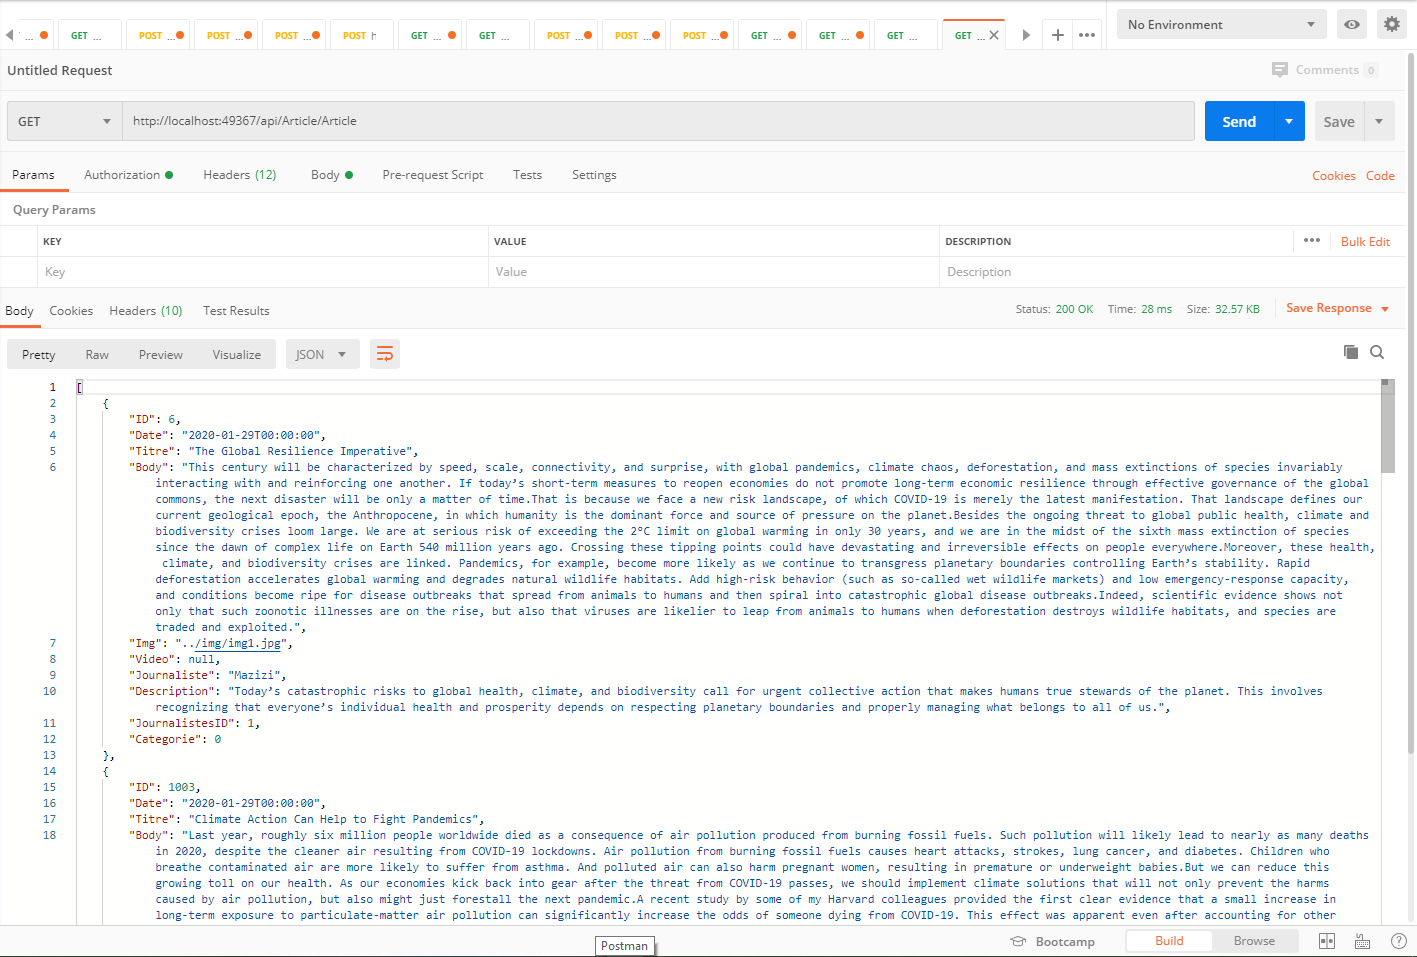 ... GET ... POST ... POST ... POST ... POST GET ... GET ... POST ... POST ... POST ... GET ... GET ... GET ... GET ... No Environment
Untitled Request Comments 0
GET http://localhost:49367/api/Article/Article Send Save
Params Authorization Headers (12) Body Pre-request Script Tests Settings Cookies Code
Query Params
KEY VALUE DESCRIPTION ••• Bulk Edit
Key Value Description
Body Cookies Headers (10) Test Results Status: 200 OK Time: 28 ms Size: 32.57 KB Save Response
Pretty Raw Preview Visualize JSON
1 [
2 {
3 "ID": 6,
4 "Date": "2020-01-29T00:00:00",
5 "Titre": "The Global Resilience Imperative",
6 "Body": "This century will be characterized by speed, scale, connectivity, and surprise, with global pandemics, climate chaos, deforestation, and mass extinctions of species invariably
interacting with and reinforcing one another. If today’s short-term measures to reopen economies do not promote long-term economic resilience through effective governance of the global
commons, the next disaster will be only a matter of time.That is because we face a new risk landscape, of which COVID-19 is merely the latest manifestation. That landscape defines our
current geological epoch, the Anthropocene, in which humanity is the dominant force and source of pressure on the planet.Besides the ongoing threat to global public health, climate and
biodiversity crises loom large. We are at serious risk of exceeding the 2°C limit on global warming in only 30 years, and we are in the midst of the sixth mass extinction of species
since the dawn of complex life on Earth 540 million years ago. Crossing these tipping points could have devastating and irreversible effects on people everywhere.Moreover, these health,
climate, and biodiversity crises are linked. Pandemics, for example, become more likely as we continue to transgress planetary boundaries controlling Earth’s stability. Rapid
deforestation accelerates global warming and degrades natural wildlife habitats. Add high-risk behavior (such as so-called wet wildlife markets) and low emergency-response capacity,
and conditions become ripe for disease outbreaks that spread from animals to humans and then spiral into catastrophic global disease outbreaks.Indeed, scientific evidence shows not
only that such zoonotic illnesses are on the rise, but also that viruses are likelier to leap from animals to humans when deforestation destroys wildlife habitats, and species are
traded and exploited.",
7 "Img": "../img/img1.jpg",
8 "Video": null,
9 "Journaliste": "Mazizi",
10 "Description": "Today’s catastrophic risks to global health, climate, and biodiversity call for urgent collective action that makes humans true stewards of the planet. This involves
recognizing that everyone’s individual health and prosperity depends on respecting planetary boundaries and properly managing what belongs to all of us.",
11 "JournalistesID": 1,
12 "Categorie": 0
13 },
14 {
15 "ID": 1003,
16 "Date": "2020-01-29T00:00:00",
17 "Titre": "Climate Action Can Help to Fight Pandemics",
18 "Body": "Last year, roughly six million people worldwide died as a consequence of air pollution produced from burning fossil fuels. Such pollution will likely lead to nearly as many deaths
in 2020, despite the cleaner air resulting from COVID-19 lockdowns. Air pollution from burning fossil fuels causes heart attacks, strokes, lung cancer, and diabetes. Children who
breathe contaminated air are more likely to suffer from asthma. And polluted air can also harm pregnant women, resulting in premature or underweight babies.But we can reduce this
growing toll on our health. As our economies kick back into gear after the threat from COVID-19 passes, we should implement climate solutions that will not only prevent the harms
caused by air pollution, but also might just forestall the next pandemic.A recent study by some of my Harvard colleagues provided the first clear evidence that a small increase in
long-term exposure to particulate-matter air pollution can significantly increase the odds of someone dying from COVID-19. This effect was apparent even after accounting for other
Postman Bootcamp Build Browse